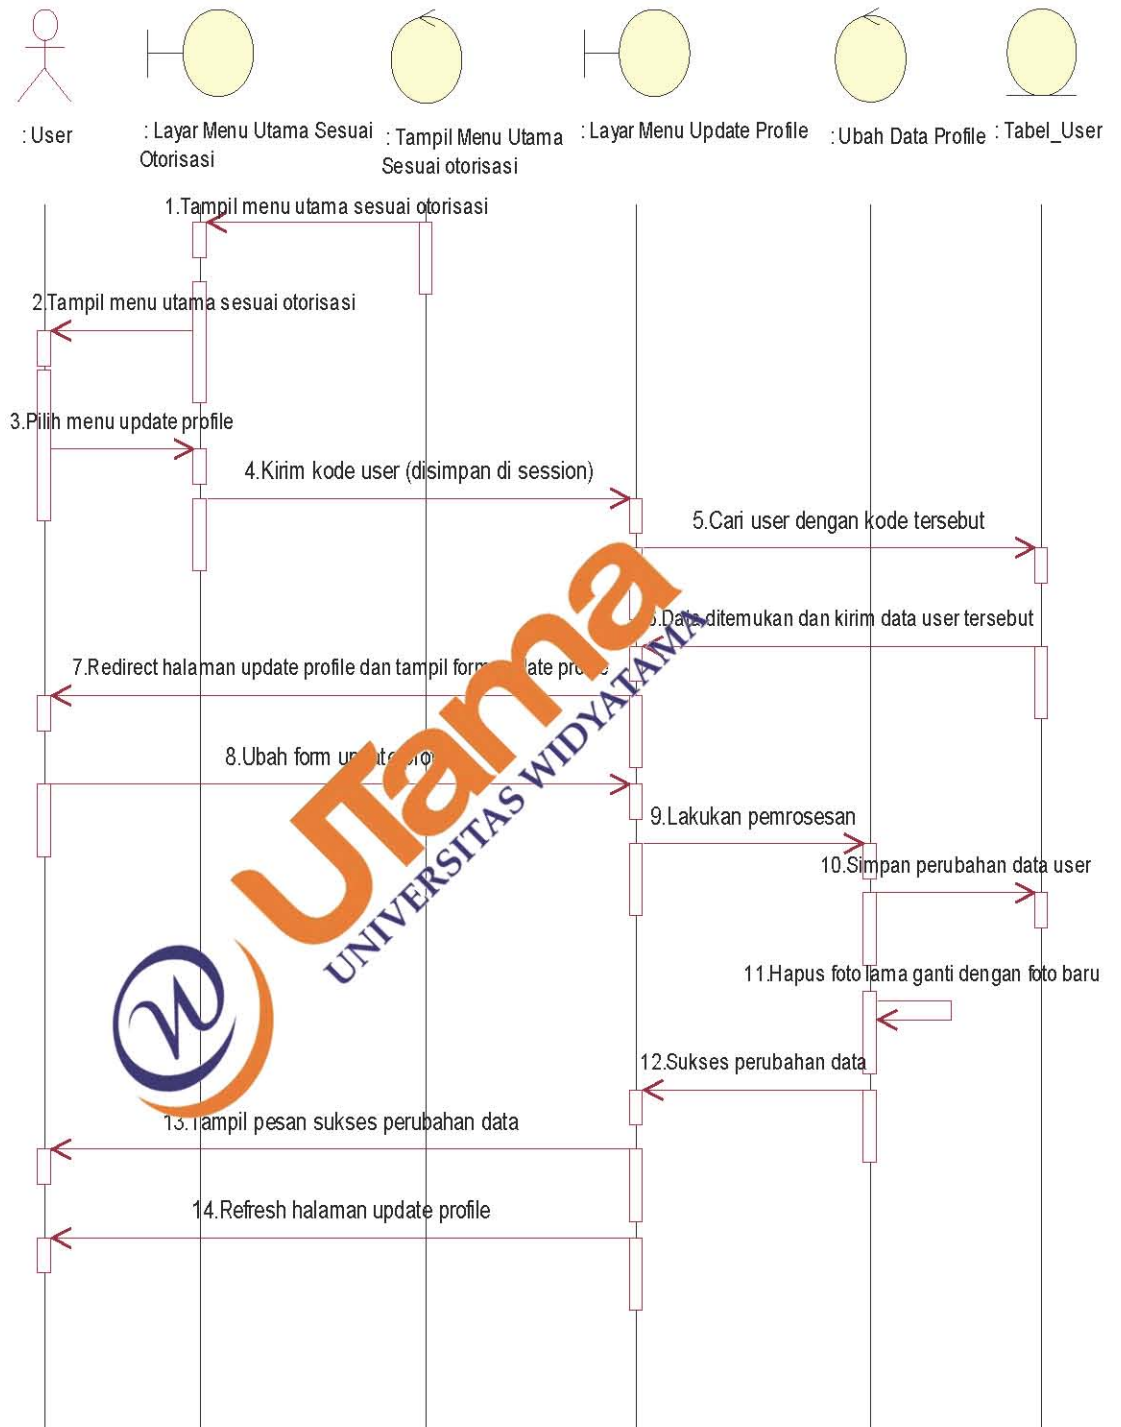 : User
: Layar Menu Utama Sesuai
Otorisasi
: Tampil Menu Utama
Sesuai otorisasi
: Layar Menu Update Profile
: Ubah Data Profile
: Tabel_User
1.Tampil menu utama sesuai otorisasi
2.Tampil menu utama sesuai otorisasi
3.Pilih menu update profile
4.Kirim kode user (disimpan di session)
5.Cari user dengan kode tersebut
6.Data ditemukan dan kirim data user tersebut
7.Redirect halaman update profile dan tampil form
8.Ubah form
9.Lakukan pemrosesan
10.Simpan perubahan data user
11.Hapus foto lama ganti dengan foto baru
12.Sukses perubahan data
13.Tampil pesan sukses perubahan data
14.Refresh halaman update profile
UTama
UNIVERSITAS WIDYATAMA